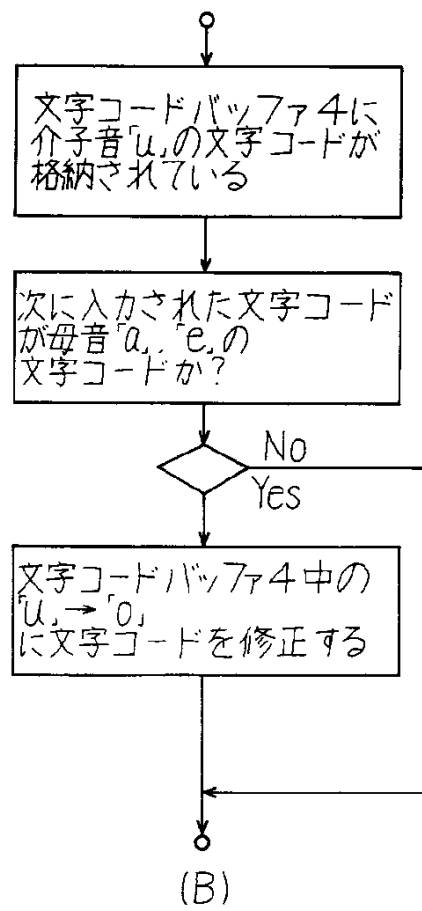 文字コードバッファ4に
介子音「u」の文字コードが
格納されている
次に入力された文字コード
が母音「a」、「e」の
文字コードか?
No
Yes
文字コードバッファ4中の
「u」→「o」
に文字コードを修正する
(B)